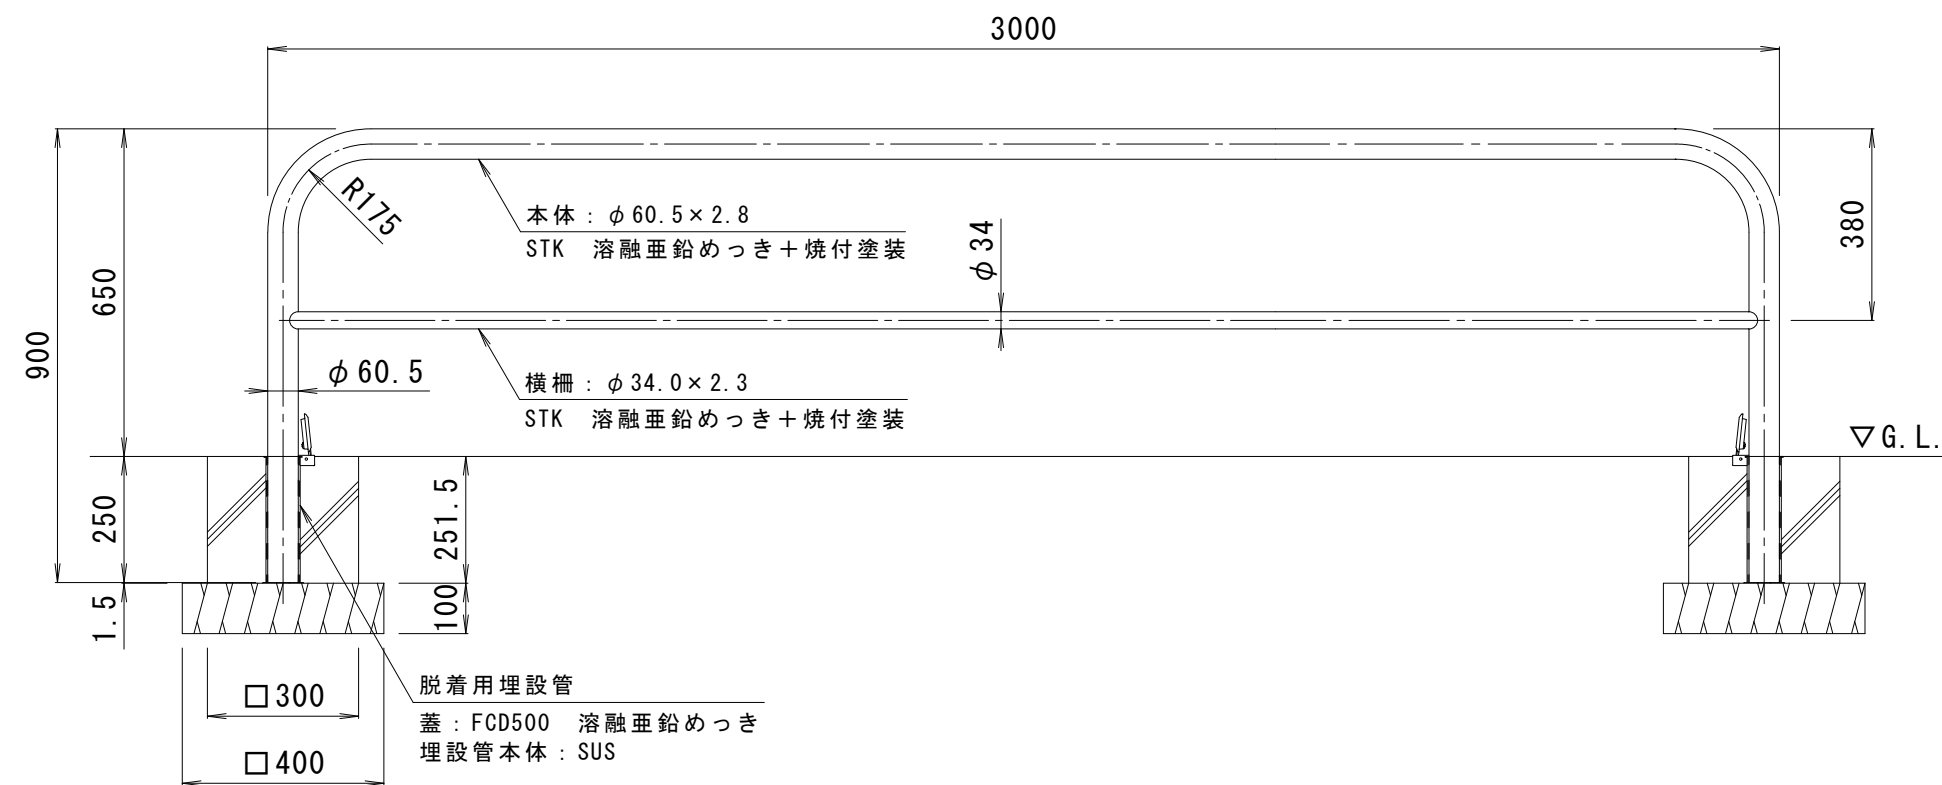 3000
R175
本体：φ60.5×2.8
STK 溶融亜鉛めっき＋焼付塗装
φ34
380
650
900
φ60.5
横柵：φ34.0×2.3
STK 溶融亜鉛めっき＋焼付塗装
▽G.L.
250
251.5
1.5
100
□300
□400
脱着用埋設管
蓋：FCD500 溶融亜鉛めっき
埋設管本体：SUS